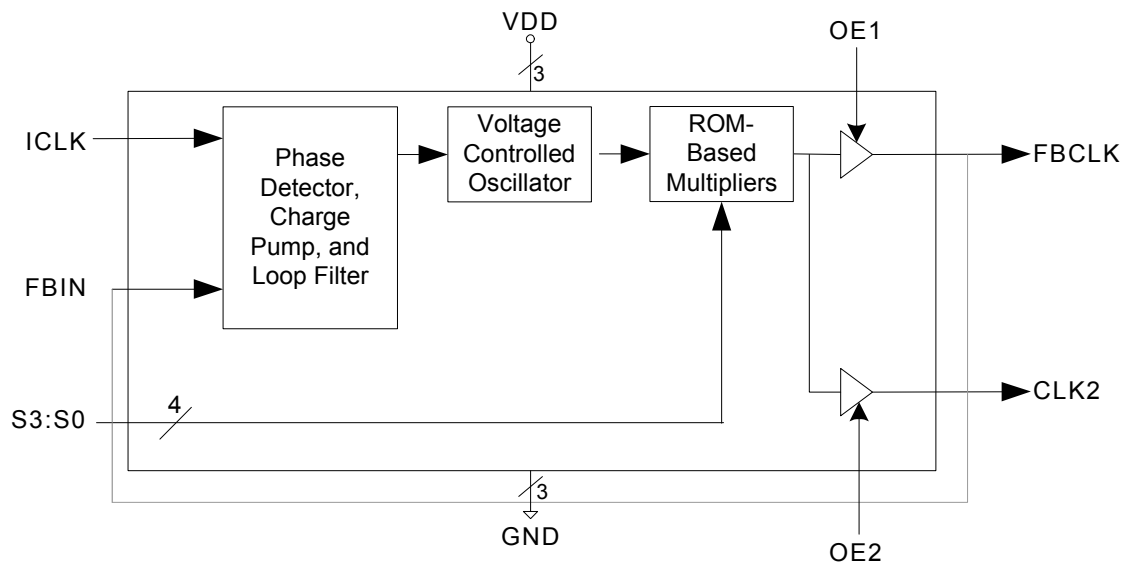 VDD
OE1
3
ICLK
Phase
Detector,
Charge
Pump, and
Loop Filter
Voltage
Controlled
Oscillator
ROM-
Based
Multipliers
FBCLK
FBIN
S3:S0
4
CLK2
3
GND
OE2